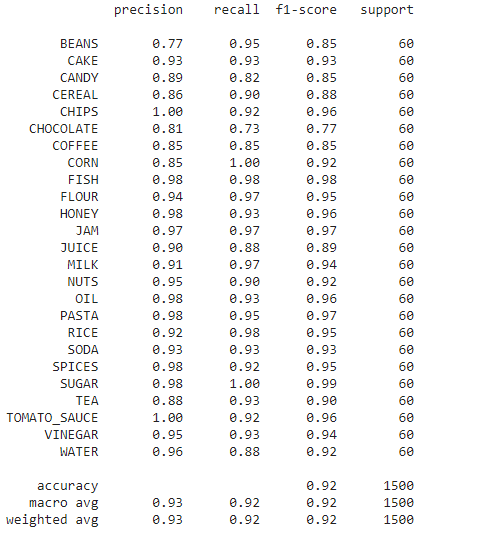 precision recall f1-score support
BEANS 0.77 0.95 0.85 60
CAKE 0.93 0.93 0.93 60
CANDY 0.89 0.82 0.85 60
CEREAL 0.86 0.90 0.88 60
CHIPS 1.00 0.92 0.96 60
CHOCOLATE 0.81 0.73 0.77 60
COFFEE 0.85 0.85 0.85 60
CORN 0.85 1.00 0.92 60
FISH 0.98 0.98 0.98 60
FLOUR 0.94 0.97 0.95 60
HONEY 0.98 0.93 0.96 60
JAM 0.97 0.97 0.97 60
JUICE 0.90 0.88 0.89 60
MILK 0.91 0.97 0.94 60
NUTS 0.95 0.90 0.92 60
OIL 0.98 0.93 0.96 60
PASTA 0.98 0.95 0.97 60
RICE 0.92 0.98 0.95 60
SODA 0.93 0.93 0.93 60
SPICES 0.98 0.92 0.95 60
SUGAR 0.98 1.00 0.99 60
TEA 0.88 0.93 0.90 60
TOMATO_SAUCE 1.00 0.92 0.96 60
VINEGAR 0.95 0.93 0.94 60
WATER 0.96 0.88 0.92 60
accuracy 0.92 1500
macro avg 0.93 0.92 0.92 1500
weighted avg 0.93 0.92 0.92 1500